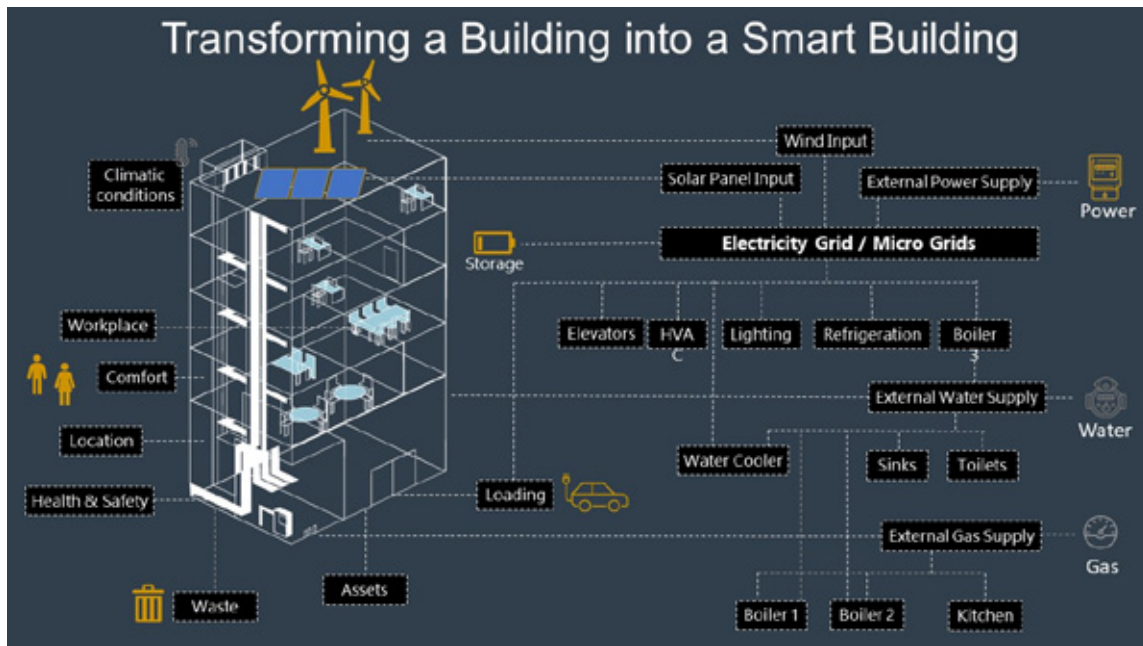 Transforming a Building into a Smart Building
Wind Input
Climatic
conditions
Solar Panel Input
External Power Supply
Power
Electricity Grid / Micro Grids
Storage
Workplace
Elevators
HVA
C
Lighting
Refrigeration
Boiler
3
Comfort
External Water Supply
Water
Location
Water Cooler
Sinks
Toilets
Health & Safety
Loading
External Gas Supply
Gas
Assets
Waste
Boiler 1
Boiler 2
Kitchen